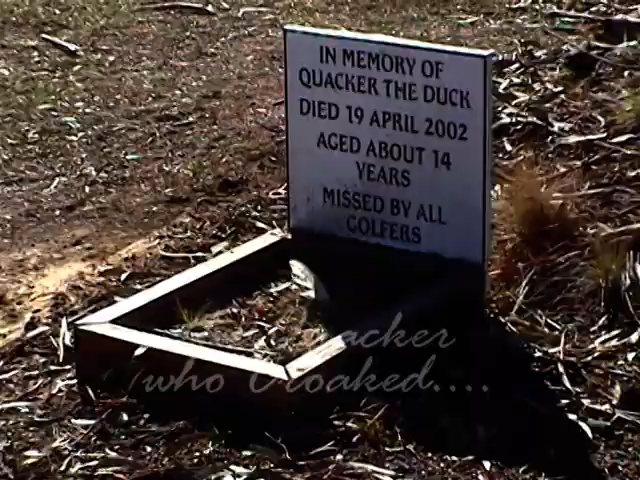 IN MEMORY OF
QUACKER THE DUCK
DIED 19 APRIL 2002
AGED ABOUT 14
YEARS
MISSED BY ALL
GOLFERS
Quacker
who Croaked....